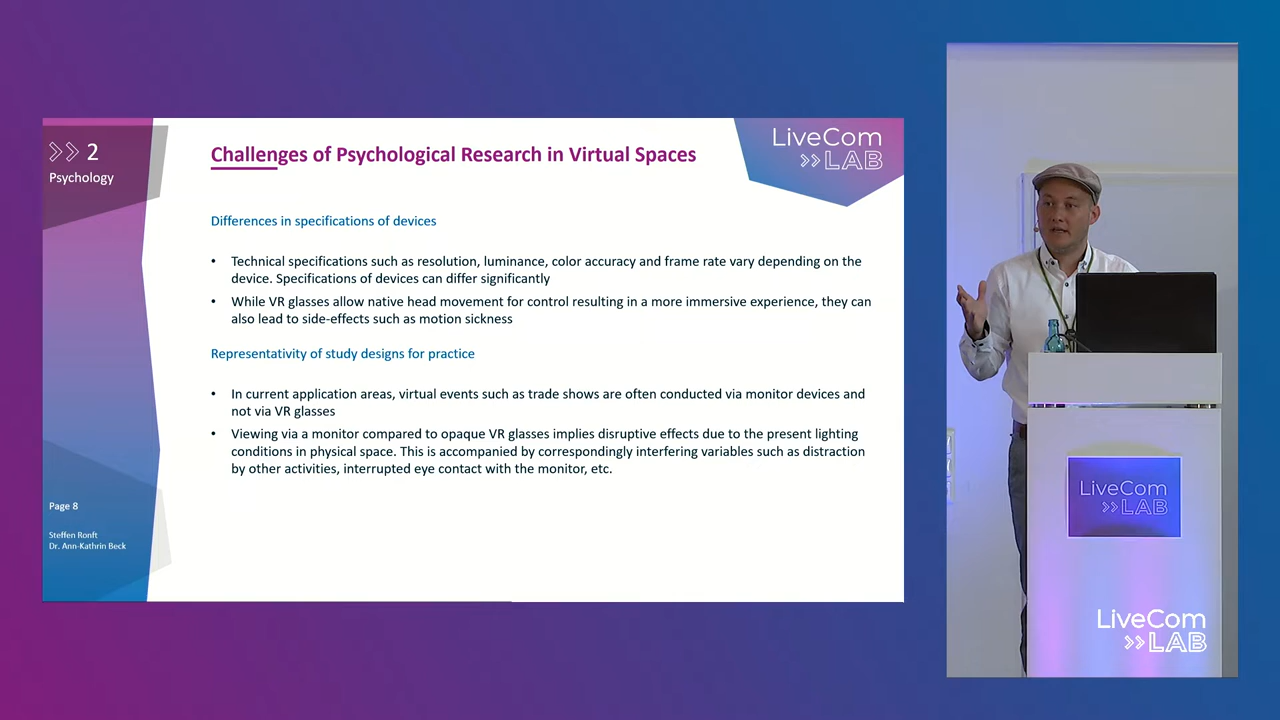 2
Psychology
Challenges of Psychological Research in Virtual Spaces
LiveCom
LAB
Differences in specifications of devices
• Technical specifications such as resolution, luminance, color accuracy and frame rate vary depending on the
device. Specifications of devices can differ significantly
• While VR glasses allow native head movement for control resulting in a more immersive experience, they can
also lead to side-effects such as motion sickness
Representativity of study designs for practice
• In current application areas, virtual events such as trade shows are often conducted via monitor devices and
not via VR glasses
• Viewing via a monitor compared to opaque VR glasses implies disruptive effects due to the present lighting
conditions in physical space. This is accompanied by correspondingly interfering variables such as distraction
by other activities, interrupted eye contact with the monitor, etc.
Page 8
Steffen Ronft
Dr. Ann-Kathrin Beck
LiveCom
LAB
LiveCom
LAB